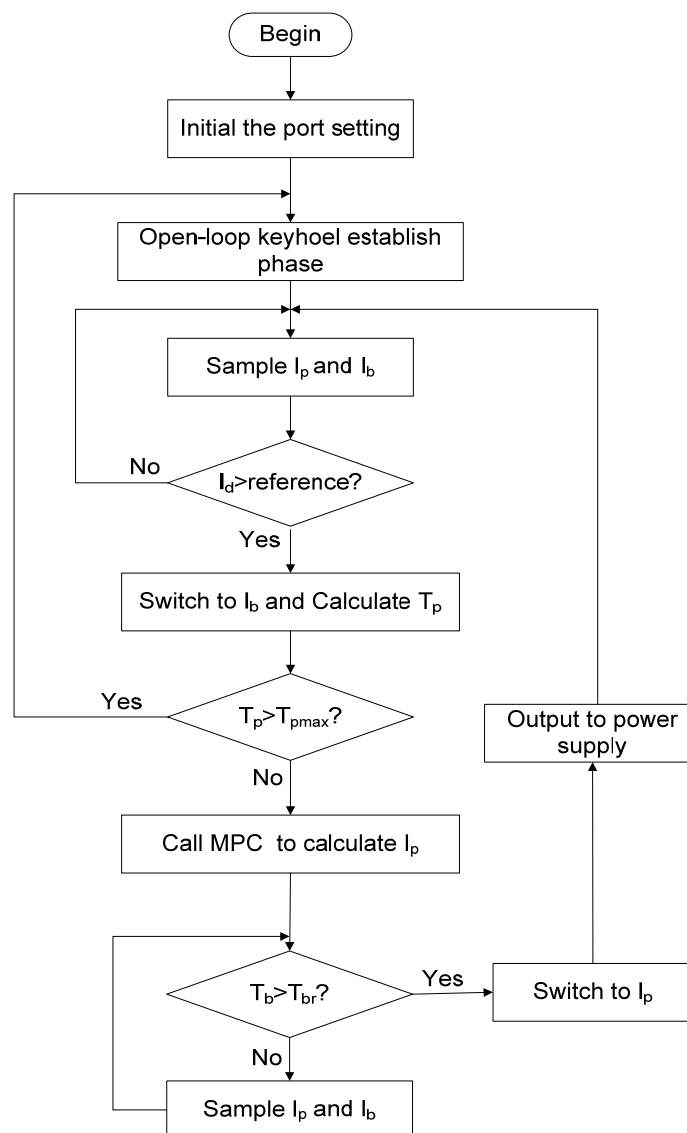 Begin
Initial the port setting
Open-loop keyhoel establish
phase
Sample Ip and Ib
No
Id>reference?
Yes
Switch to Ib and Calculate Tp
Yes
Tp>Tpmax?
Output to power
supply
No
Call MPC to calculate Ip
Tb>Tbr?
Yes
Switch to Ip
No
Sample Ip and Ib